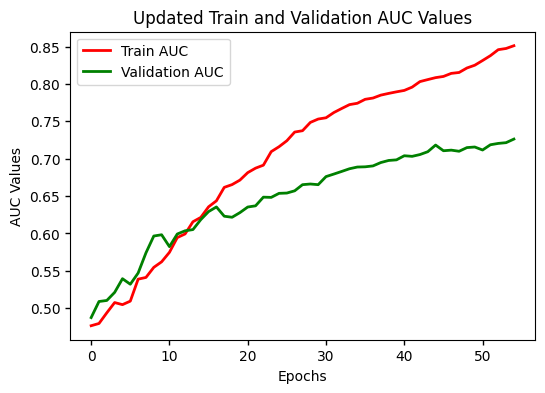 Updated Train and Validation AUC Values
Train AUC
Validation AUC
AUC Values
0.85
0.80
0.75
0.70
0.65
0.60
0.55
0.50
0 10 20 30 40 50
Epochs